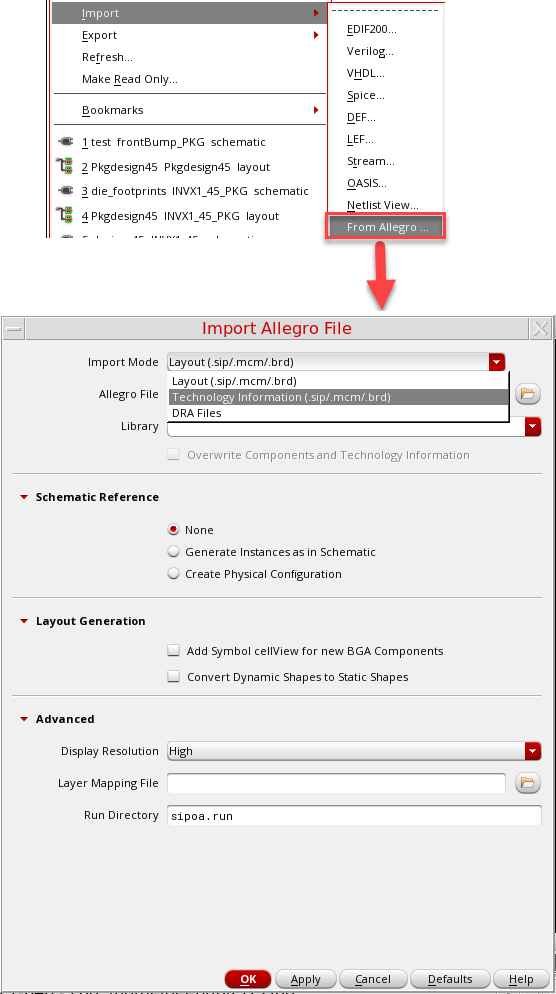 Import
Export
Refresh...
Make Read Only...
Bookmarks
1 test frontBump_PKG schematic
2 Pkgdesign45 Pkgdesign45 layout
3 die_footprints INVX1_45_PKG schematic
4 Pkgdesign45 INVX1_45_PKG layout
EDIF200...
Verilog...
VHDL...
Spice...
DEF...
LEF...
Stream...
OASIS...
Netlist View...
From Allegro ...
Import Allegro File
Import Mode Layout (.sip/.mcm/.brd)
Layout (.sip/.mcm/.brd)
Allegro File Technology Information (.sip/.mcm/.brd)
DRA Files
Library
Overwrite Components and Technology Information
Schematic Reference
None
Generate Instances as in Schematic
Create Physical Configuration
Layout Generation
Add Symbol cellView for new BGA Components
Convert Dynamic Shapes to Static Shapes
Advanced
Display Resolution High
Layer Mapping File
Run Directory sipoa.run
OK Apply Cancel Defaults Help